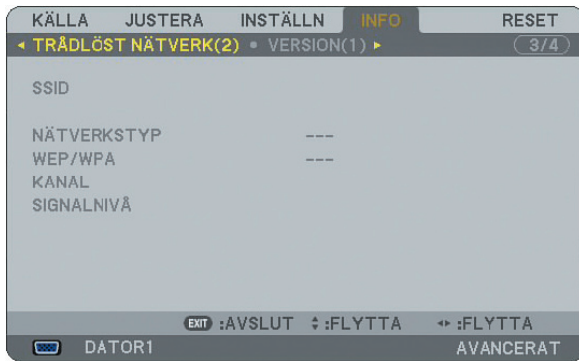 KÄLLA JUSTERA INSTÄLLN INFO RESET
TRÅDLÖST NÄTVERK(2) VERSION(1) 3/4
SSID
NÄTVERKSTYP ---
WEP/WPA ---
KANAL
SIGNALNIVÅ
EXIT :AVSLUT :FLYTTA :FLYTTA
DATOR1 AVANCERAT